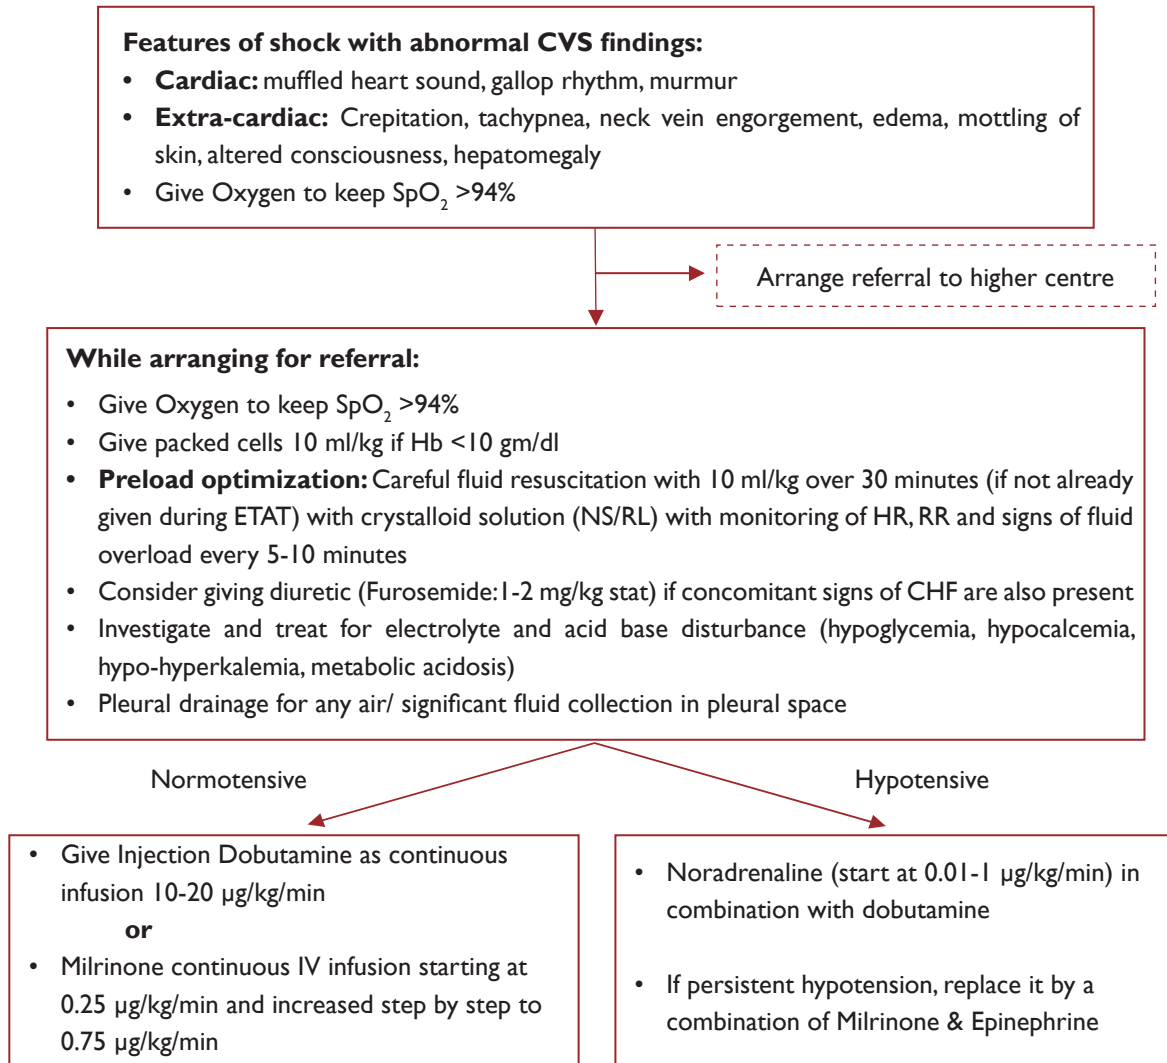 Features of shock with abnormal CVS findings:
• Cardiac: muffled heart sound, gallop rhythm, murmur
• Extra-cardiac: Crepitation, tachypnea, neck vein engorgement, edema, mottling of
skin, altered consciousness, hepatomegaly
• Give Oxygen to keep SpO₂ >94%
Arrange referral to higher centre
While arranging for referral:
• Give Oxygen to keep SpO₂ >94%
• Give packed cells 10 ml/kg if Hb <10 gm/dl
• Preload optimization: Careful fluid resuscitation with 10 ml/kg over 30 minutes (if not already
given during ETAT) with crystalloid solution (NS/RL) with monitoring of HR, RR and signs of fluid
overload every 5-10 minutes
• Consider giving diuretic (Furosemide:1-2 mg/kg stat) if concomitant signs of CHF are also present
• Investigate and treat for electrolyte and acid base disturbance (hypoglycemia, hypocalcemia,
hypo-hyperkalemia, metabolic acidosis)
• Pleural drainage for any air/ significant fluid collection in pleural space
Normotensive
Hypotensive
• Give Injection Dobutamine as continuous
infusion 10-20 µg/kg/min
or
• Milrinone continuous IV infusion starting at
0.25 µg/kg/min and increased step by step to
0.75 µg/kg/min
• Noradrenaline (start at 0.01-1 µg/kg/min) in
combination with dobutamine
• If persistent hypotension, replace it by a
combination of Milrinone & Epinephrine